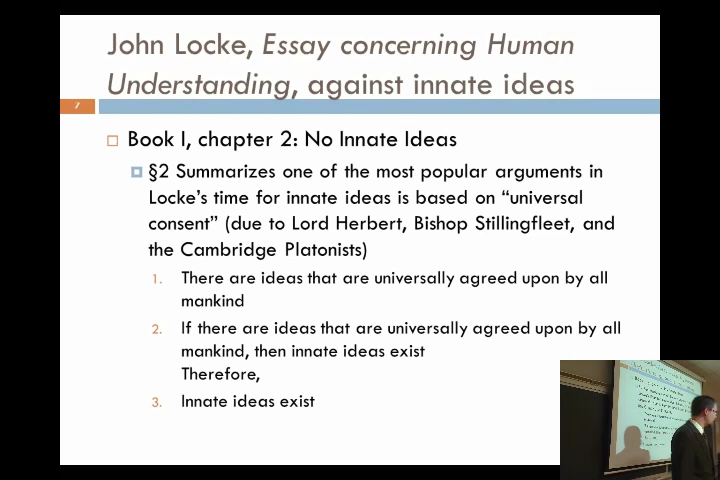 John Locke, Essay concerning Human
Understanding, against innate ideas
7
Book I, chapter 2: No Innate Ideas
§2 Summarizes one of the most popular arguments in
Locke's time for innate ideas is based on "universal
consent" (due to Lord Herbert, Bishop Stillingfleet, and
the Cambridge Platonists)
1. There are ideas that are universally agreed upon by all
mankind
2. If there are ideas that are universally agreed upon by all
mankind, then innate ideas exist
Therefore,
3. Innate ideas exist